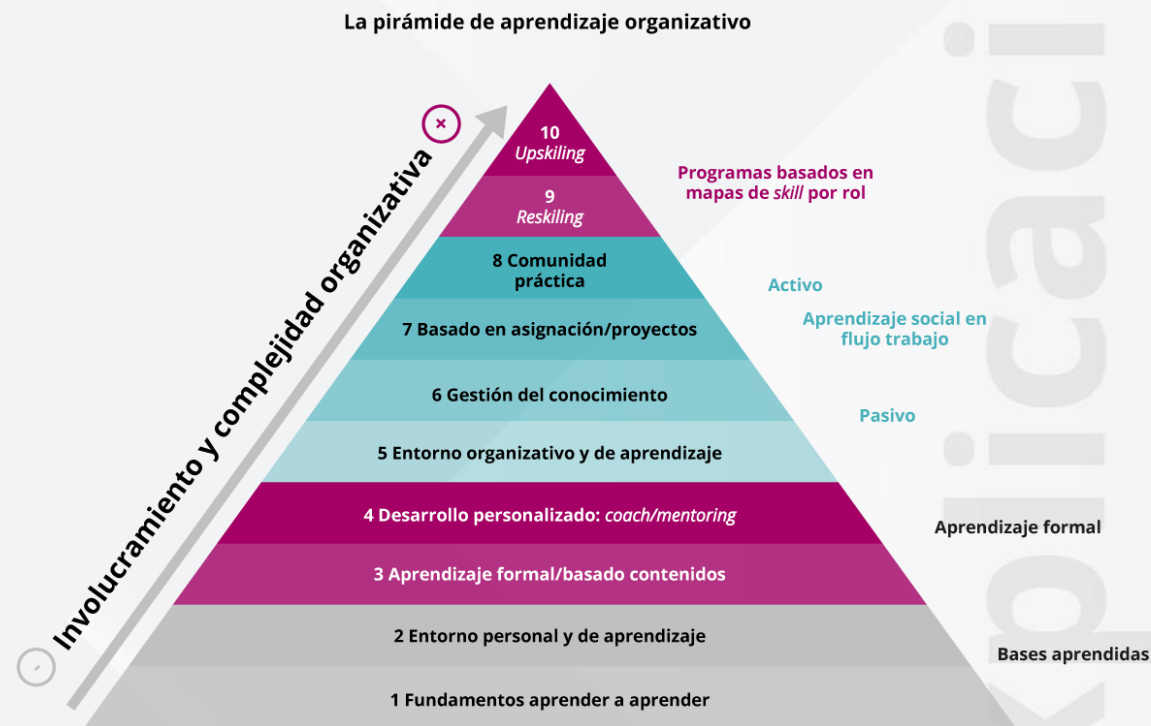 La pirámide de aprendizaje organizativo
Involucramiento y complejidad organizativa
10
Upskiling
9
Reskiling
Programas basados en
mapas de skill por rol
8 Comunidad
práctica
Activo
7 Basado en asignación/proyectos
Aprendizaje social en
flujo trabajo
6 Gestión del conocimiento
Pasivo
5 Entorno organizativo y de aprendizaje
4 Desarrollo personalizado: coach/mentoring
Aprendizaje formal
3 Aprendizaje formal/basado contenidos
2 Entorno personal y de aprendizaje
Bases aprendidas
1 Fundamentos aprender a aprender